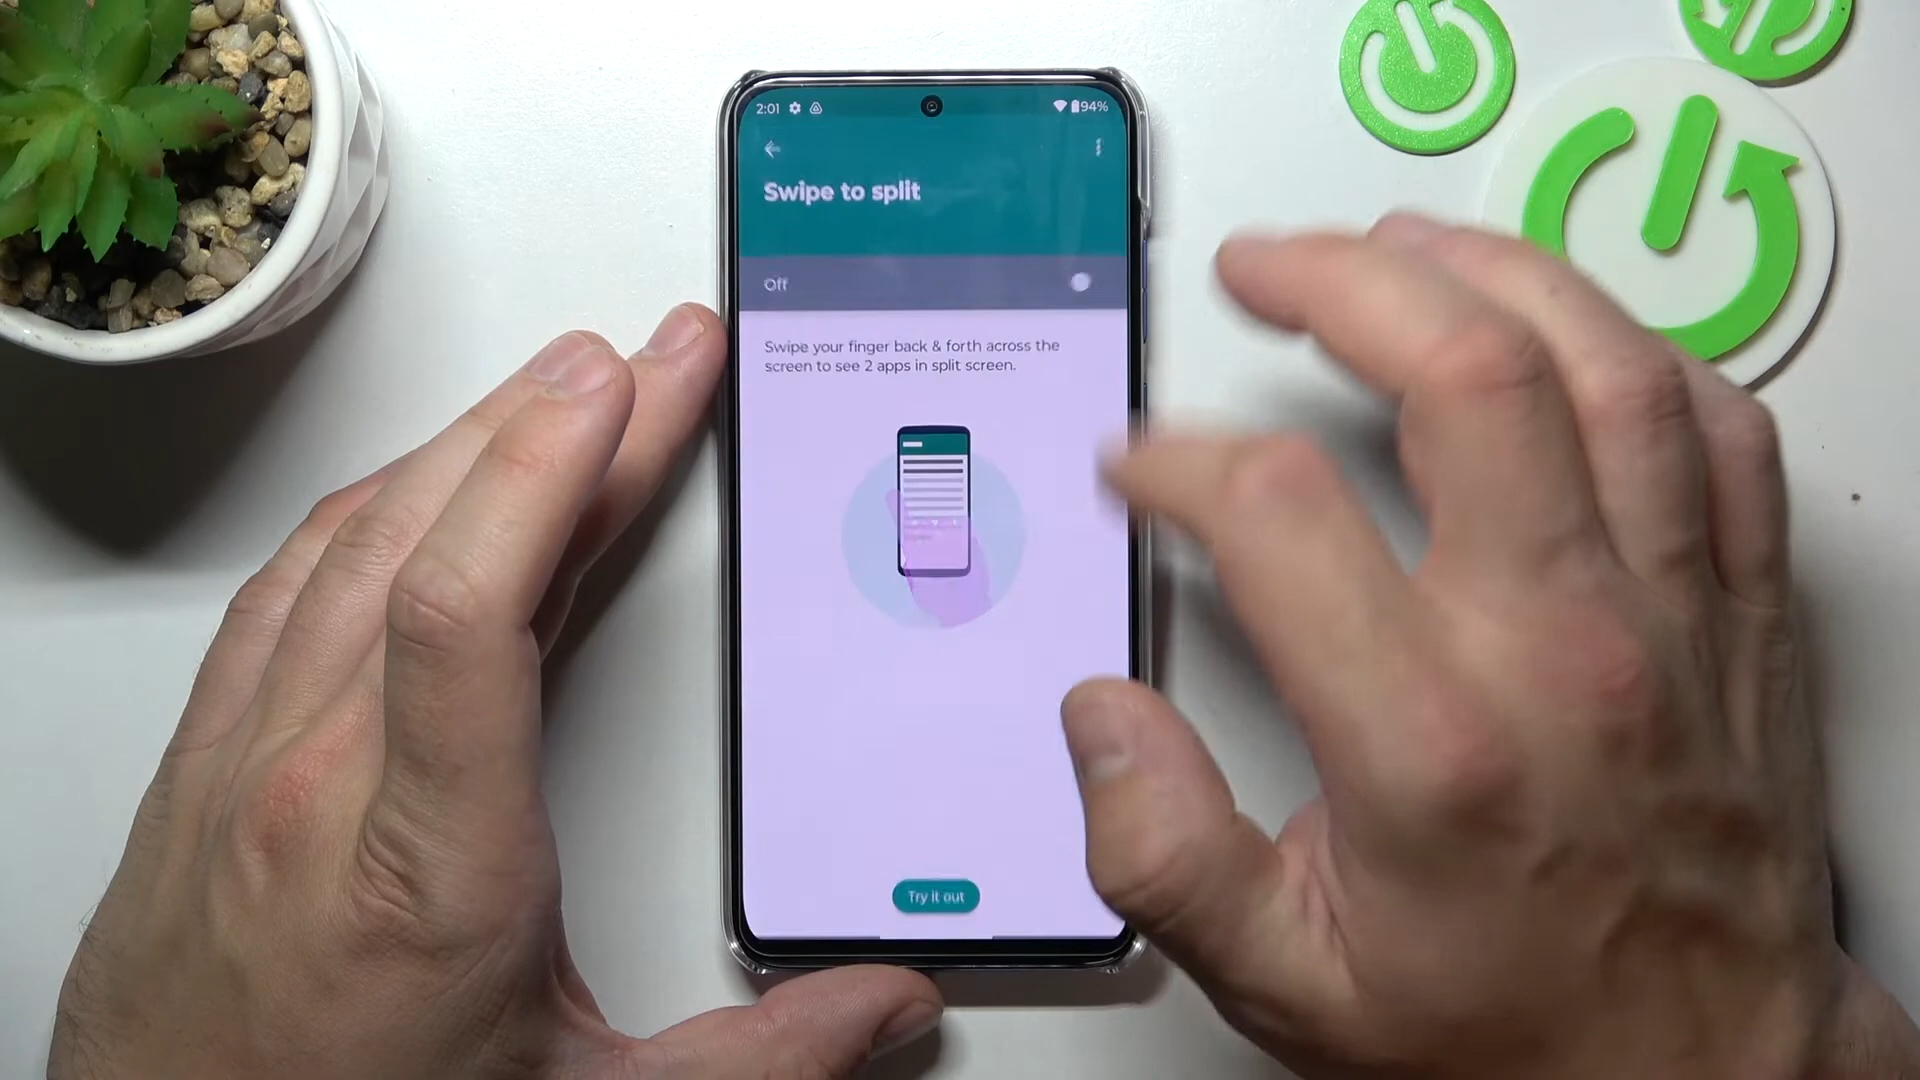 2:01
94%
Swipe to split
Off
Swipe your finger back & forth across the
screen to see 2 apps in split screen.
Try it out